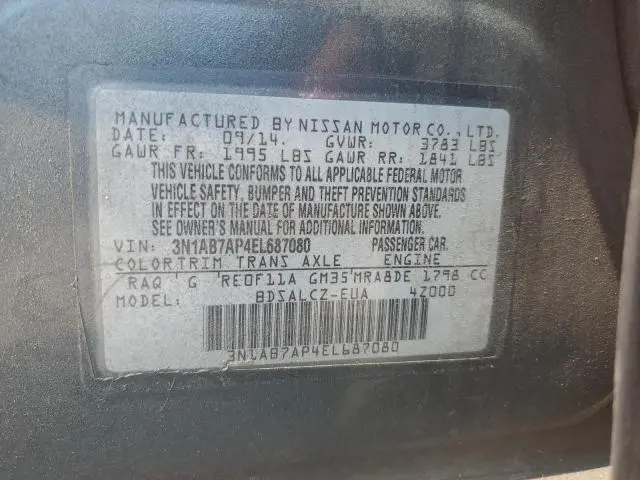 MANUFACTURED BY NISSAN MOTOR CO., LTD.
DATE: 09/14. GVWR: 3783 LBS
GAWR FR: 1995 LBS GAWR RR: 1841 LBS
THIS VEHICLE CONFORMS TO ALL APPLICABLE FEDERAL MOTOR
VEHICLE SAFETY, BUMPER AND THEFT PREVENTION STANDARDS
IN EFFECT ON THE DATE OF MANUFACTURE SHOWN ABOVE.
SEE OWNER'S MANUAL FOR ADDITIONAL INFORMATION
VIN: 3N1AB7AP4EL687080 PASSENGER CAR.
COLOR TRIM TRANS AXLE ENGINE
RAQ G RE0F11A GM35 MRA8DE 1798 CC
MODEL: BDSALCZ-EUA 4Z000
3N1AB7AP4EL687080